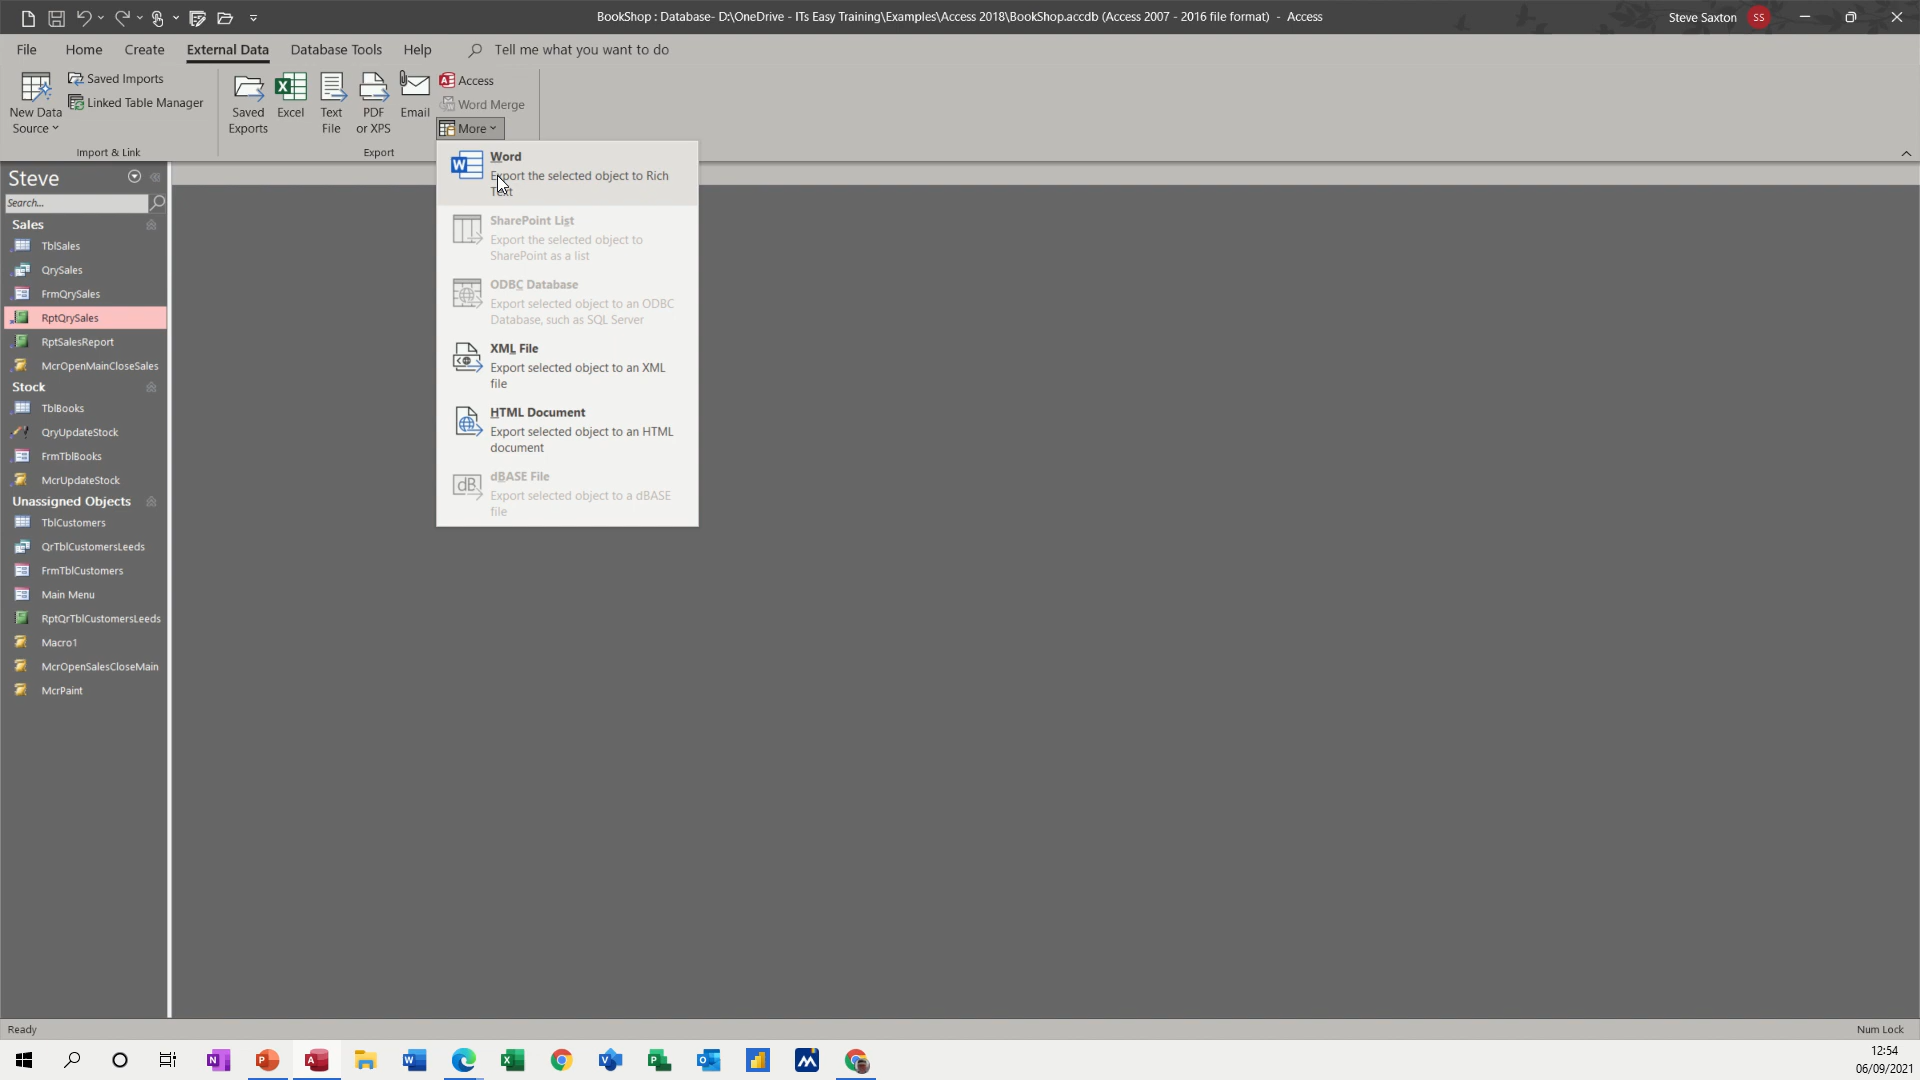 BookShop : Database- D:\OneDrive - ITs Easy Training\Examples\Access 2018\BookShop.accdb (Access 2007 - 2016 file format) - Access
Steve Saxton
SS
File
Home
Create
External Data
Database Tools
Help
Tell me what you want to do
New Data
Source
Saved Imports
Linked Table Manager
Import & Link
Saved
Exports
Excel
Text
File
PDF
or XPS
Email
Access
Word Merge
More
Export
Word
Export the selected object to Rich
Text
SharePoint List
Export the selected object to
SharePoint as a list
ODBC Database
Export selected object to an ODBC
Database, such as SQL Server
XML File
Export selected object to an XML
file
HTML Document
Export selected object to an HTML
document
dBASE File
Export selected object to a dBASE
file
Steve
Search...
Sales
TblSales
QrySales
FrmQrySales
RptQrySales
RptSalesReport
McrOpenMainCloseSales
Stock
TblBooks
QryUpdateStock
FrmTblBooks
McrUpdateStock
Unassigned Objects
TblCustomers
QrTblCustomersLeeds
FrmTblCustomers
Main Menu
RptQrTblCustomersLeeds
Macro1
McrOpenSalesCloseMain
McrPaint
Ready
Num Lock
12:54
06/09/2021